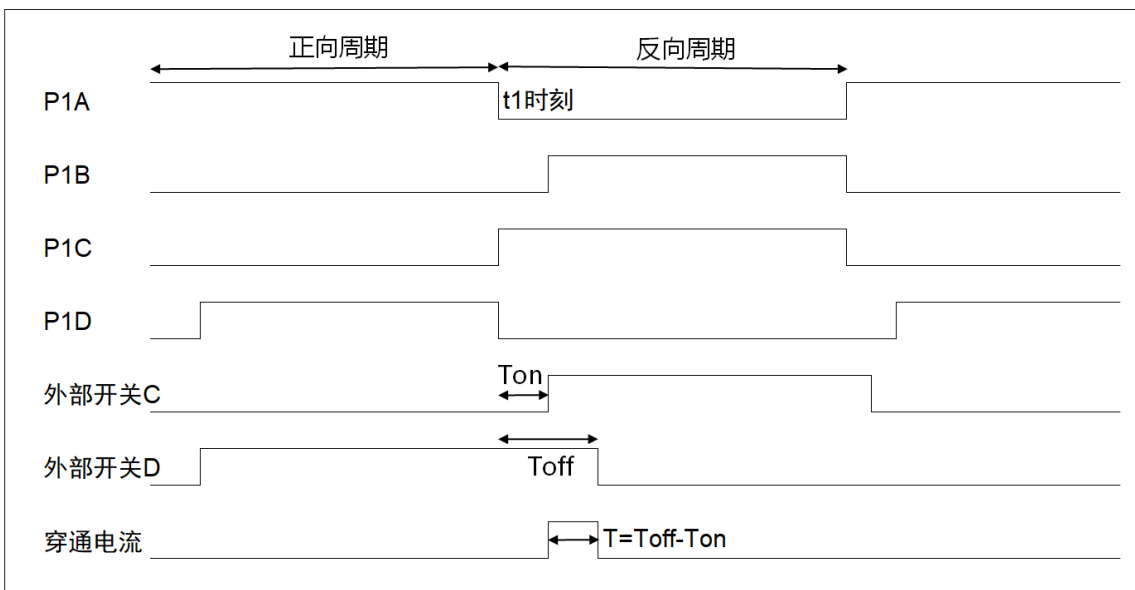 正向周期
反向周期
P1A
t1时刻
P1B
P1C
P1D
Ton
外部开关C
外部开关D
Toff
穿通电流
T=Toff-Ton